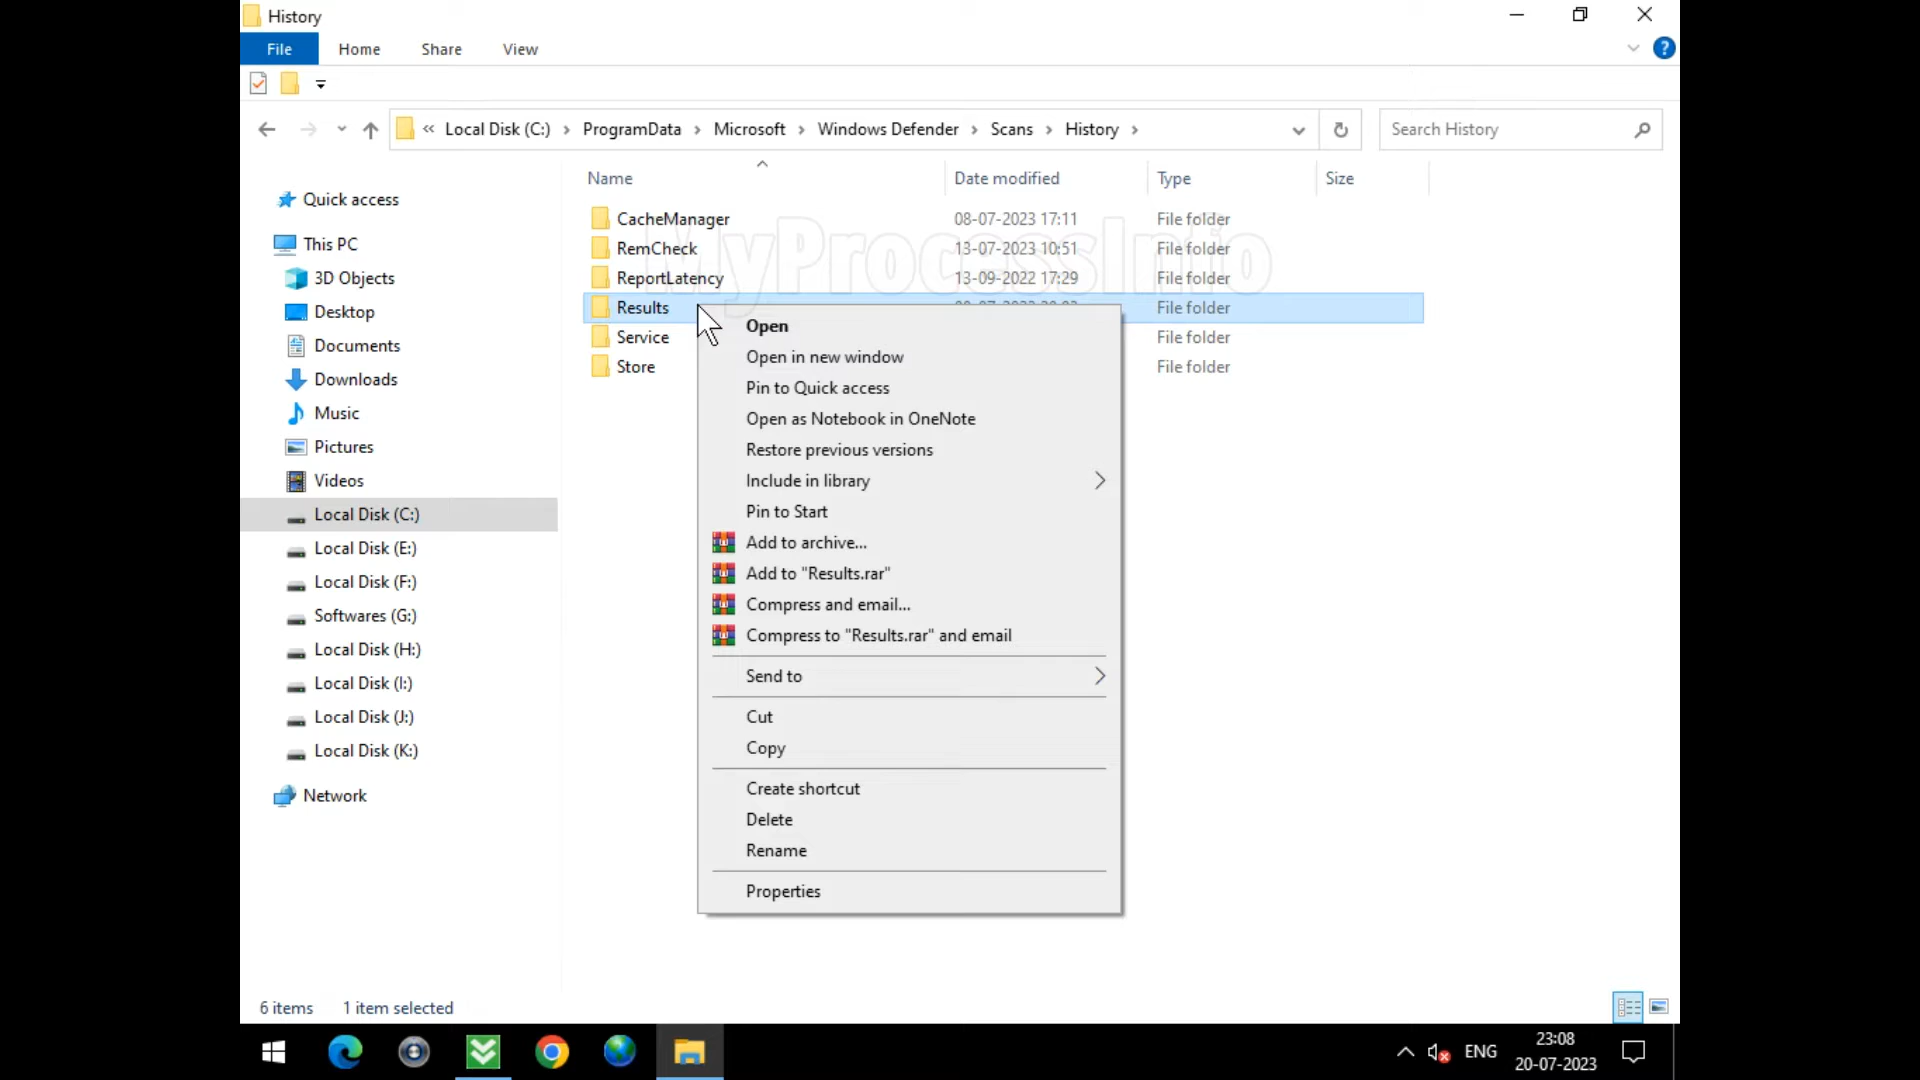 History
File Home Share View
« Local Disk (C:) › ProgramData › Microsoft › Windows Defender › Scans › History ›
Search History
Name Date modified Type Size
Quick access
This PC
3D Objects
Desktop
Documents
Downloads
Music
Pictures
Videos
Local Disk (C:)
Local Disk (E:)
Local Disk (F:)
Softwares (G:)
Local Disk (H:)
Local Disk (I:)
Local Disk (J:)
Local Disk (K:)
Network
CacheManager 08-07-2023 17:11 File folder
RemCheck 13-07-2023 10:51 File folder
ReportLatency 13-09-2022 17:29 File folder
Results File folder
Service File folder
Store File folder
MyProcessInfo
Open
Open in new window
Pin to Quick access
Open as Notebook in OneNote
Restore previous versions
Include in library
Pin to Start
Add to archive...
Add to "Results.rar"
Compress and email...
Compress to "Results.rar" and email
Send to
Cut
Copy
Create shortcut
Delete
Rename
Properties
6 items 1 item selected
ENG
23:08
20-07-2023